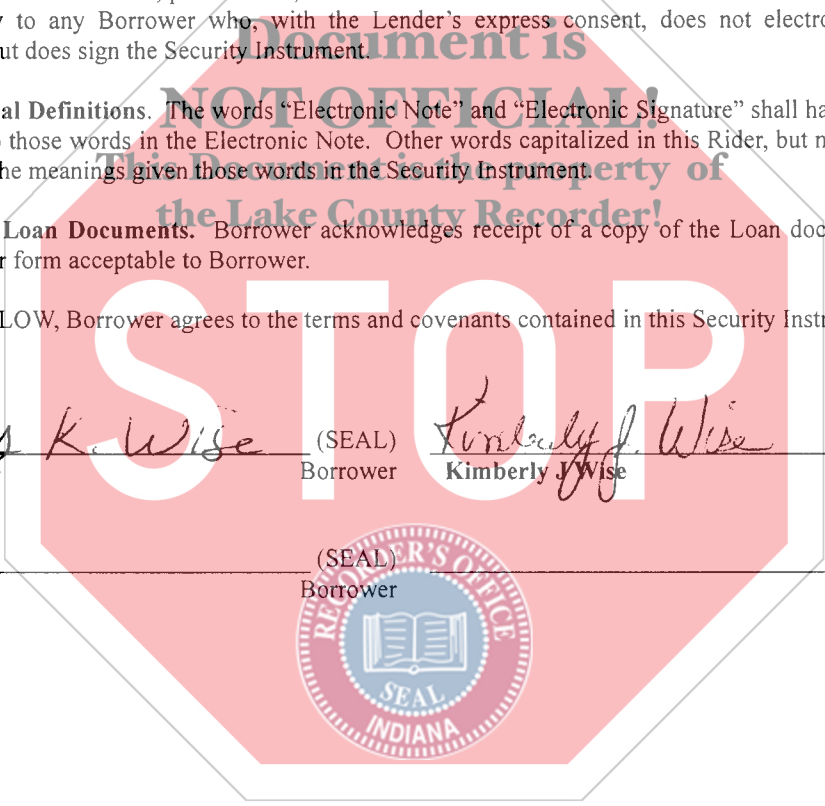 y to any Borrower who, with the Lender's express consent, does not electro
ut does sign the Security Instrument.
Document is
al Definitions. The words “Electronic Note” and “Electronic Signature” shall ha
NOT OFFICIAL!
those words in the Electronic Note. Other words capitalized in this Rider, but n
he meanings given those words in the Security Instrument.
This Document is the property of
the Lake County Recorder!
Loan Documents. Borrower acknowledges receipt of a copy of the Loan doc
r form acceptable to Borrower.
LOW, Borrower agrees to the terms and covenants contained in this Security Instr
STOP
s K. Wise (SEAL) Kimberly J. Wise
Borrower Kimberly J Wise
(SEAL)
Borrower
RECORDER'S OFFICE
SEAL
INDIANA